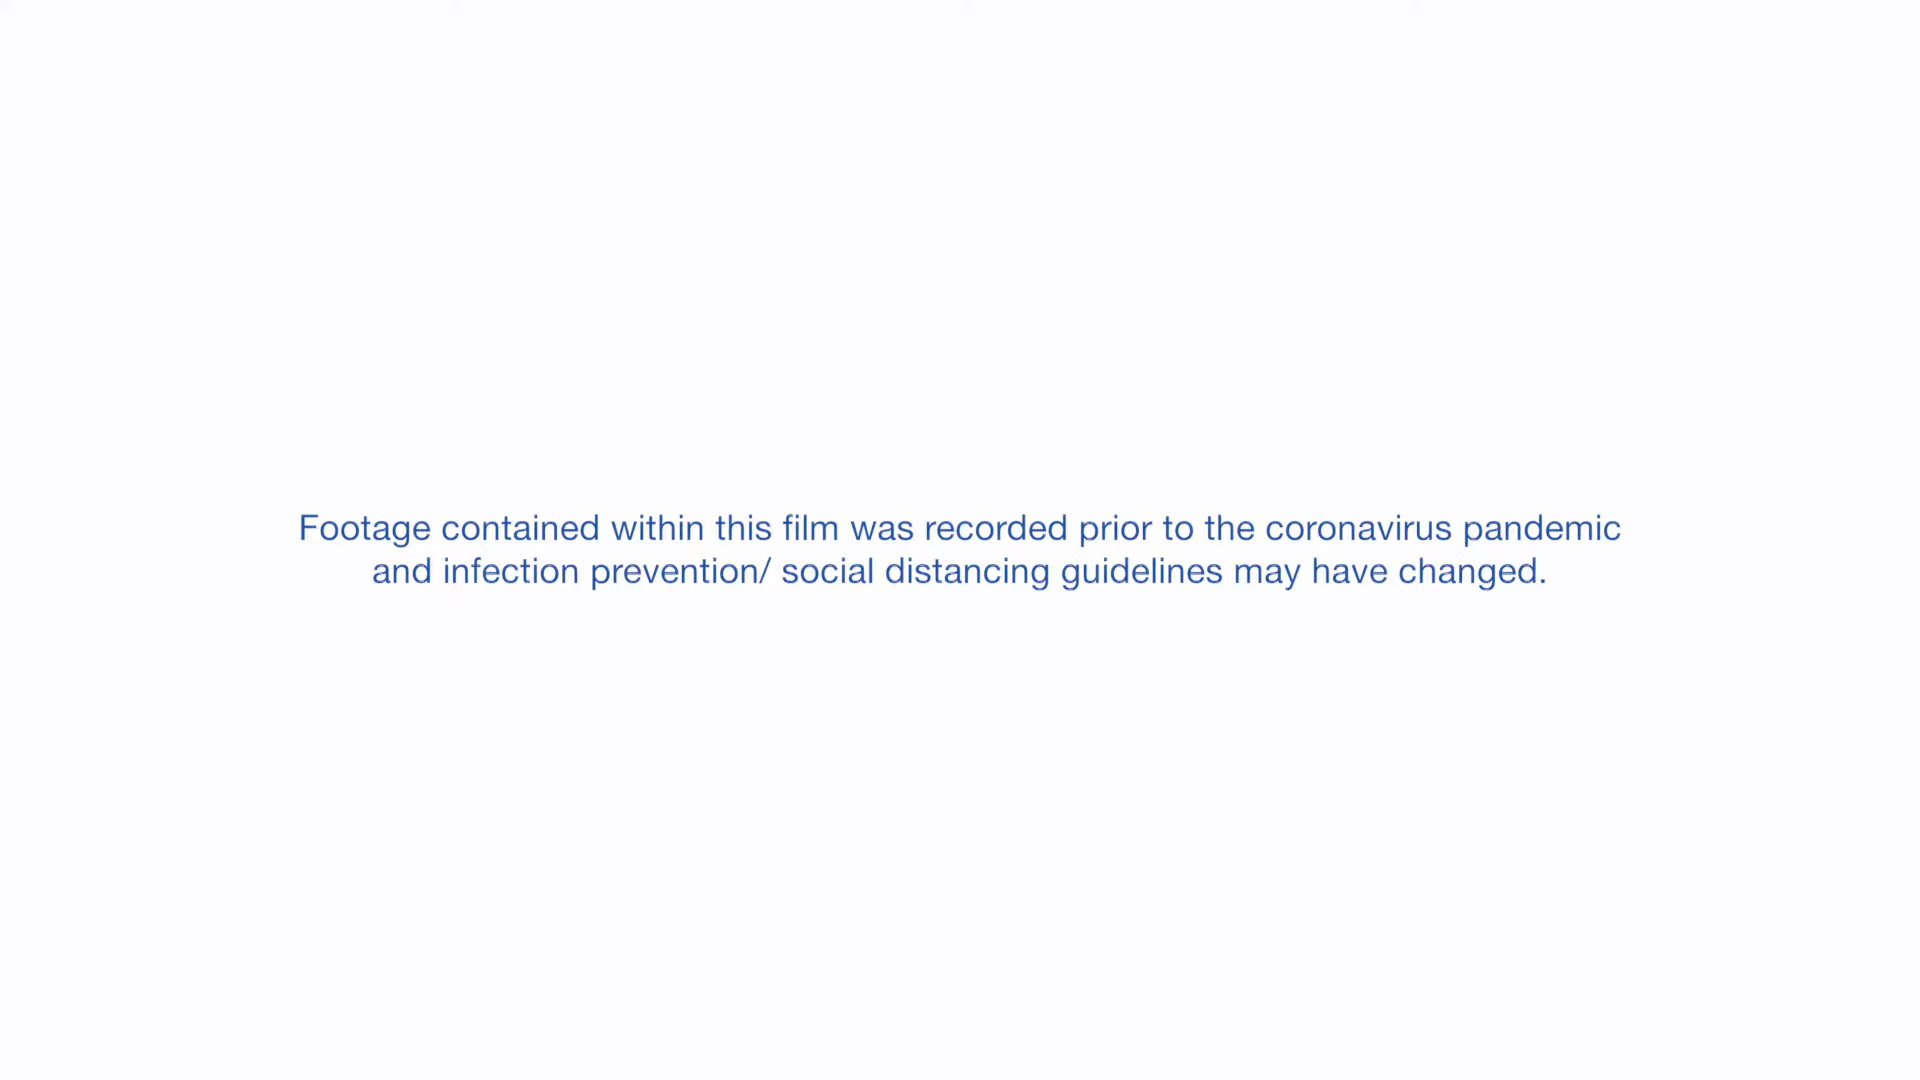 Footage contained within this film was recorded prior to the coronavirus pandemic
and infection prevention/ social distancing guidelines may have changed.